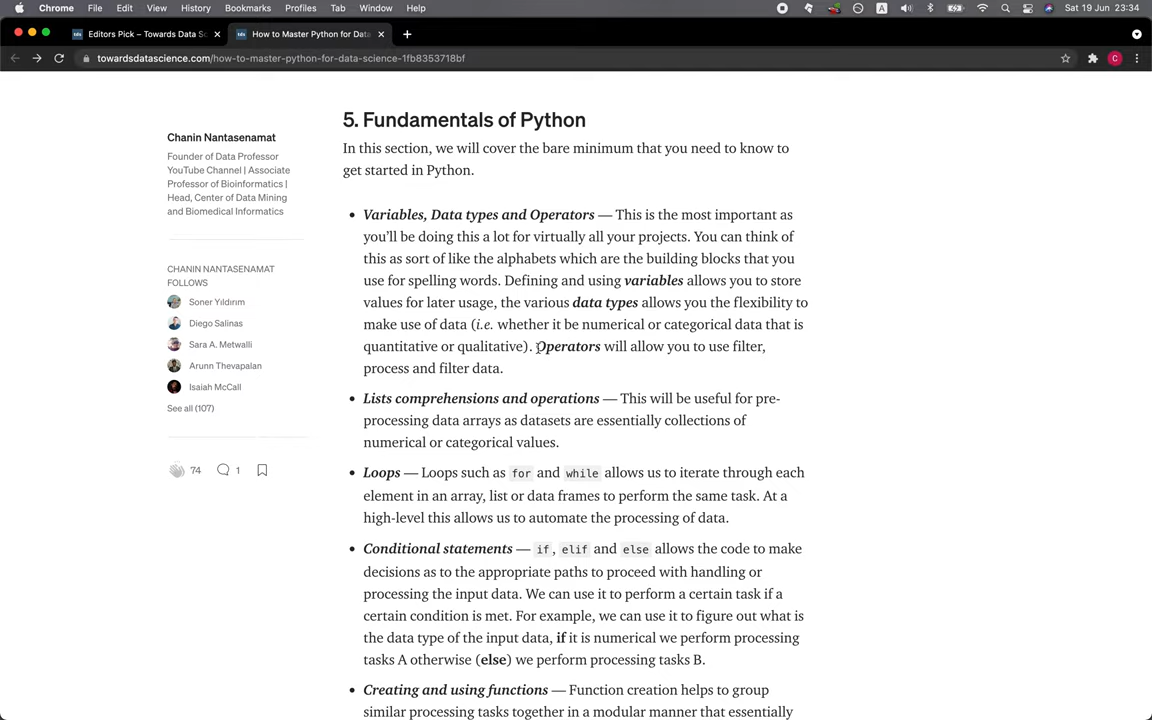 Chrome File Edit View History Bookmarks Profiles Tab Window Help A Sat 19 Jun 23:34
Editors Pick – Towards Data Sc
How to Master Python for Data
towardsdatascience.com/how-to-master-python-for-data-science-1fb8353718bf
C
5. Fundamentals of Python
In this section, we will cover the bare minimum that you need to know to
get started in Python.
Chanin Nantasenamat
Founder of Data Professor
YouTube Channel | Associate
Professor of Bioinformatics |
Head, Center of Data Mining
and Biomedical Informatics
CHANIN NANTASENAMAT
FOLLOWS
Soner Yıldırım
Diego Salinas
Sara A. Metwalli
Arunn Thevapalan
Isaiah McCall
See all (107)
74 1
• Variables, Data types and Operators — This is the most important as
you’ll be doing this a lot for virtually all your projects. You can think of
this as sort of like the alphabets which are the building blocks that you
use for spelling words. Defining and using variables allows you to store
values for later usage, the various data types allows you the flexibility to
make use of data (i.e. whether it be numerical or categorical data that is
quantitative or qualitative). Operators will allow you to use filter,
process and filter data.
• Lists comprehensions and operations — This will be useful for pre-
processing data arrays as datasets are essentially collections of
numerical or categorical values.
• Loops — Loops such as for and while allows us to iterate through each
element in an array, list or data frames to perform the same task. At a
high-level this allows us to automate the processing of data.
• Conditional statements — if, elif and else allows the code to make
decisions as to the appropriate paths to proceed with handling or
processing the input data. We can use it to perform a certain task if a
certain condition is met. For example, we can use it to figure out what is
the data type of the input data, if it is numerical we perform processing
tasks A otherwise (else) we perform processing tasks B.
• Creating and using functions — Function creation helps to group
similar processing tasks together in a modular manner that essentially